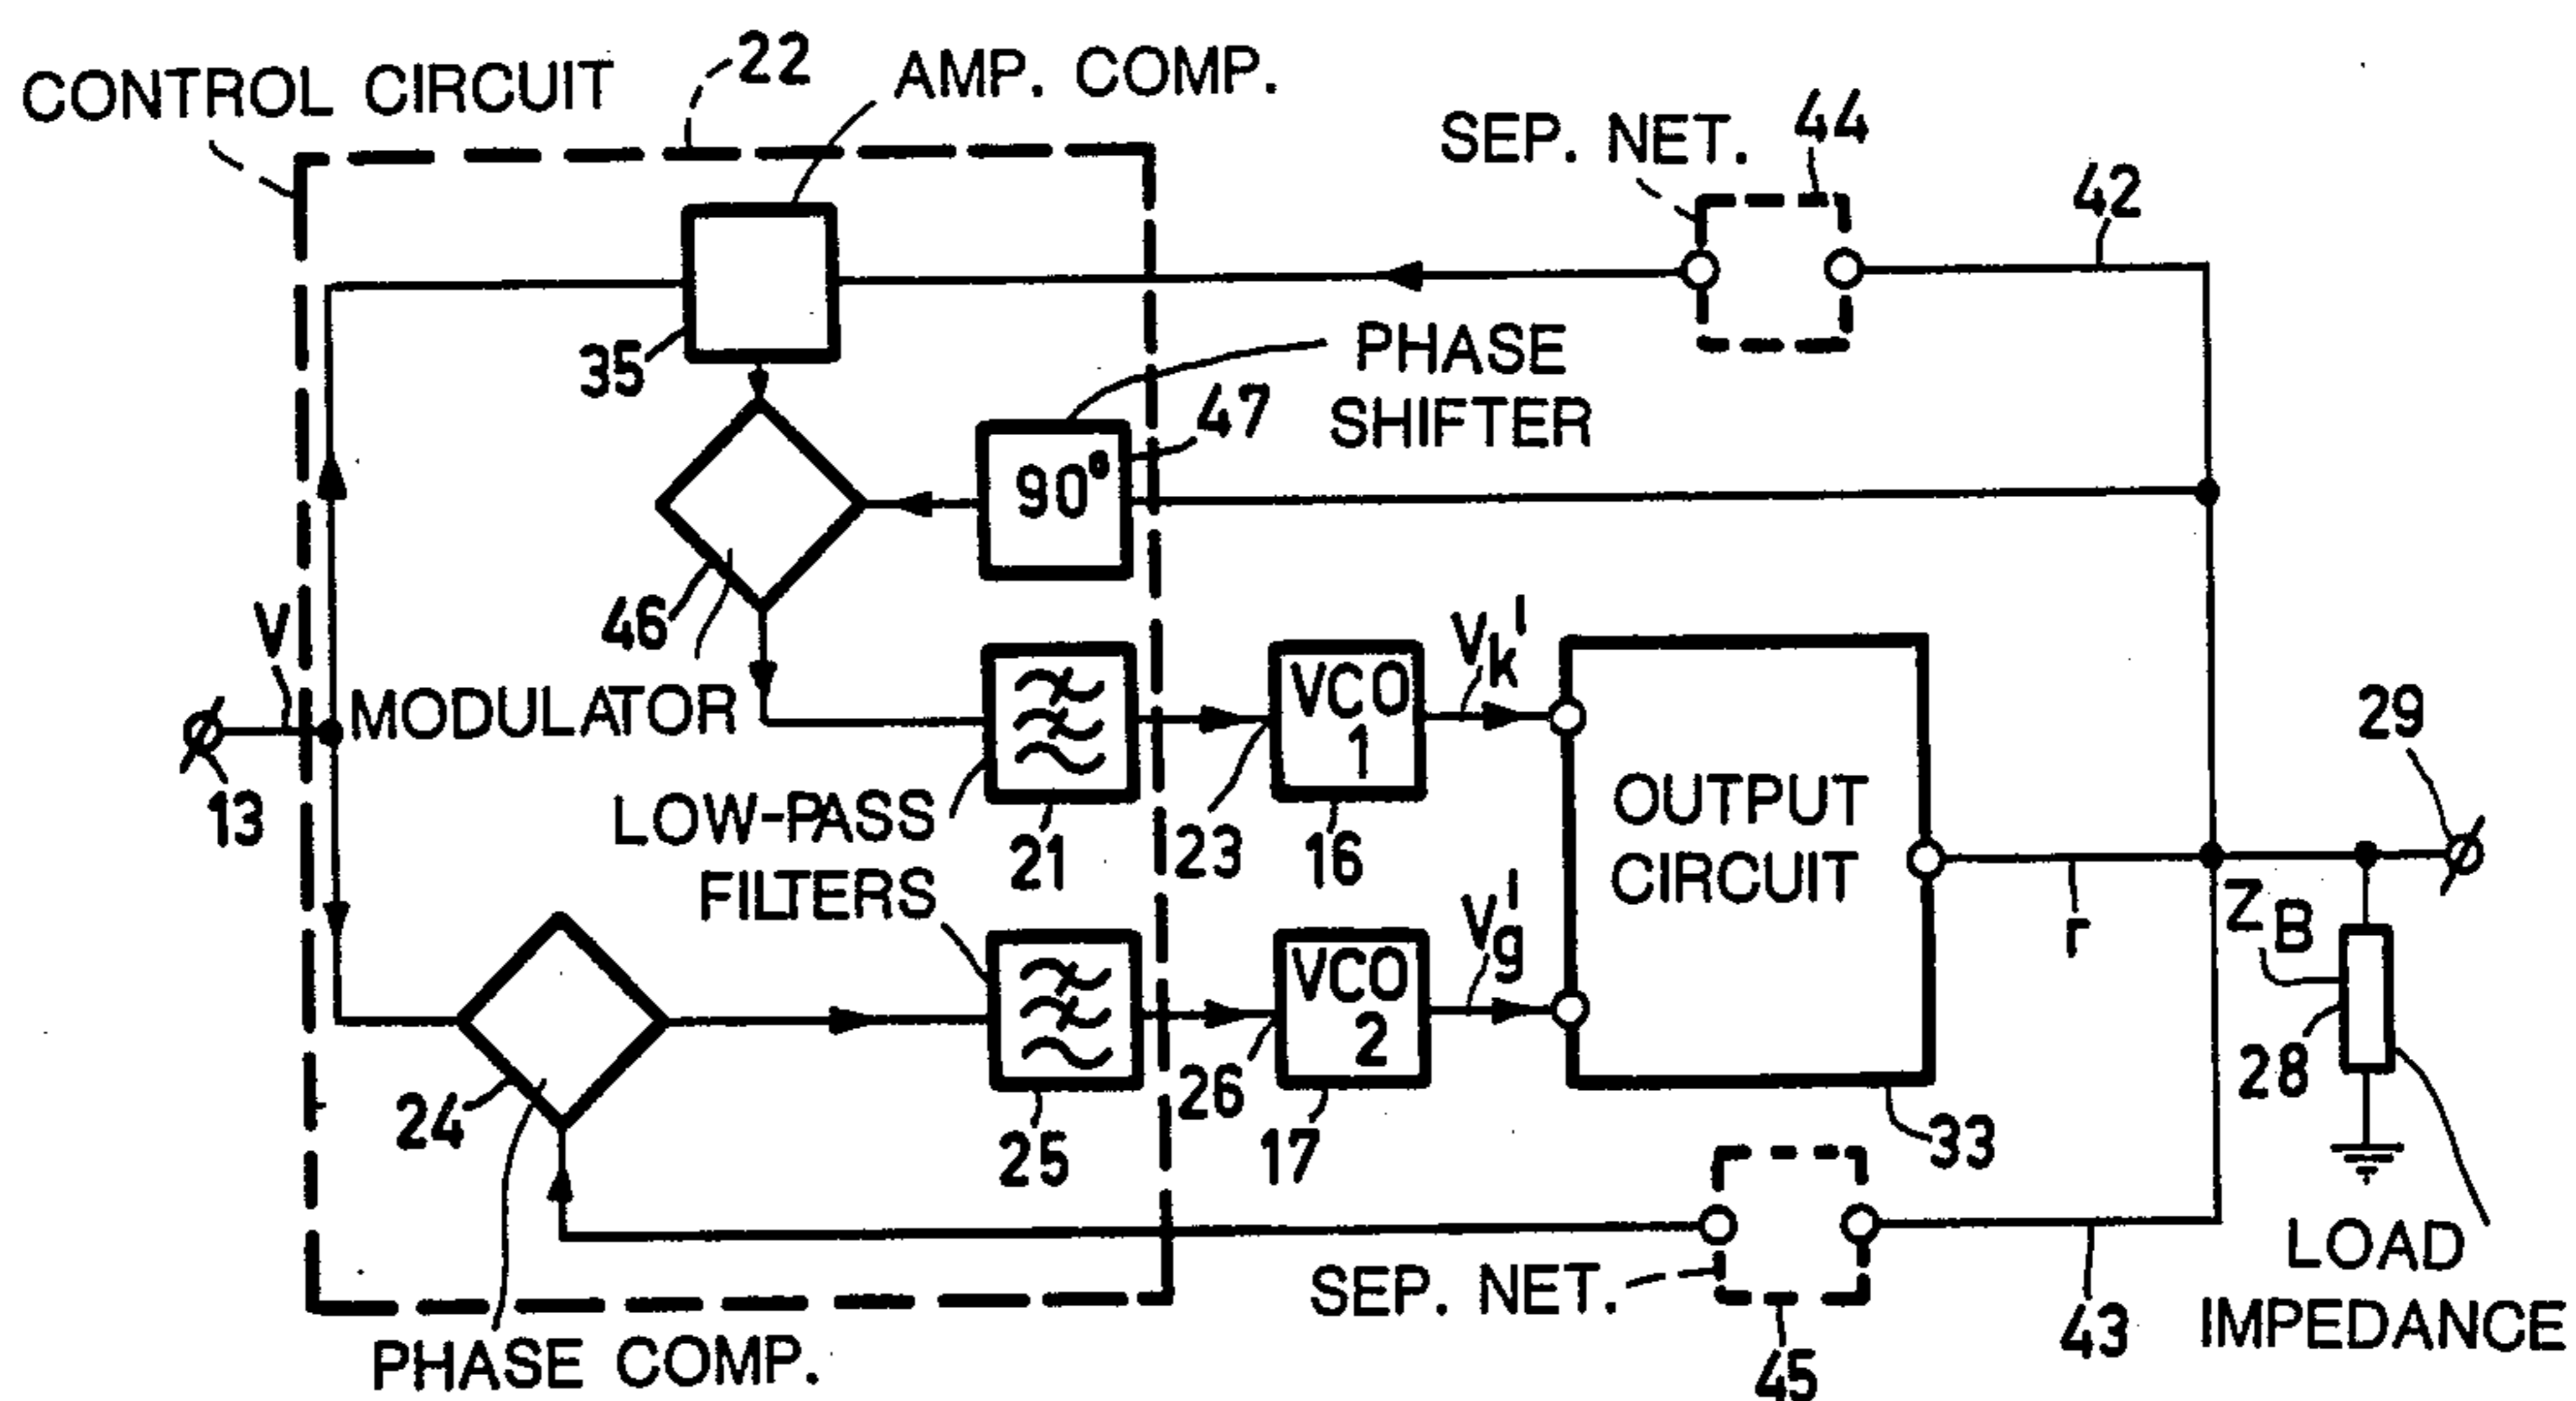 CONTROL CIRCUIT
22
AMP. COMP.
SEP. NET.
44
42
35
PHASE
SHIFTER
47
90°
46
V
MODULATOR
13
LOW-PASS
FILTERS
21
23
VCO
1
16
Vk'
OUTPUT
CIRCUIT
29
r
ZB
24
25
26
VCO
2
17
Vg'
33
28
LOAD
IMPEDANCE
PHASE COMP.
SEP. NET.
45
43